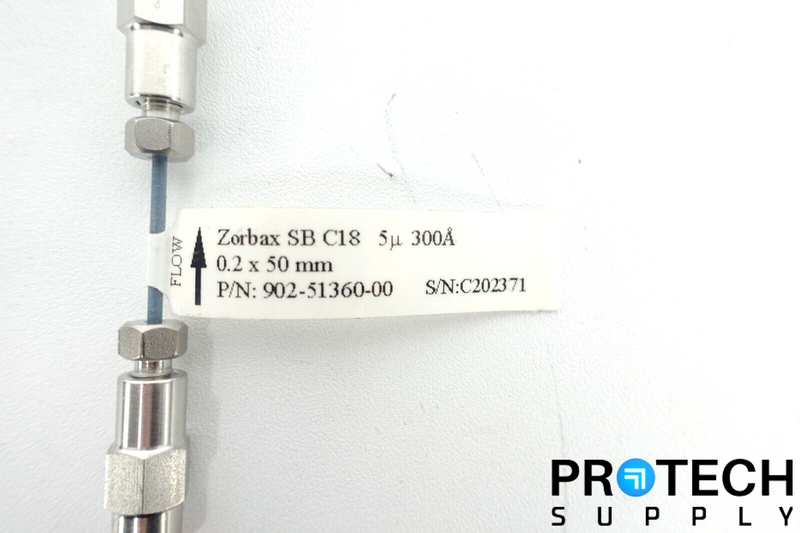 FLOW
Zorbax SB C18 5µ 300Å
0.2 x 50 mm
P/N: 902-51360-00 S/N:C202371
PROTECH
SUPPLY